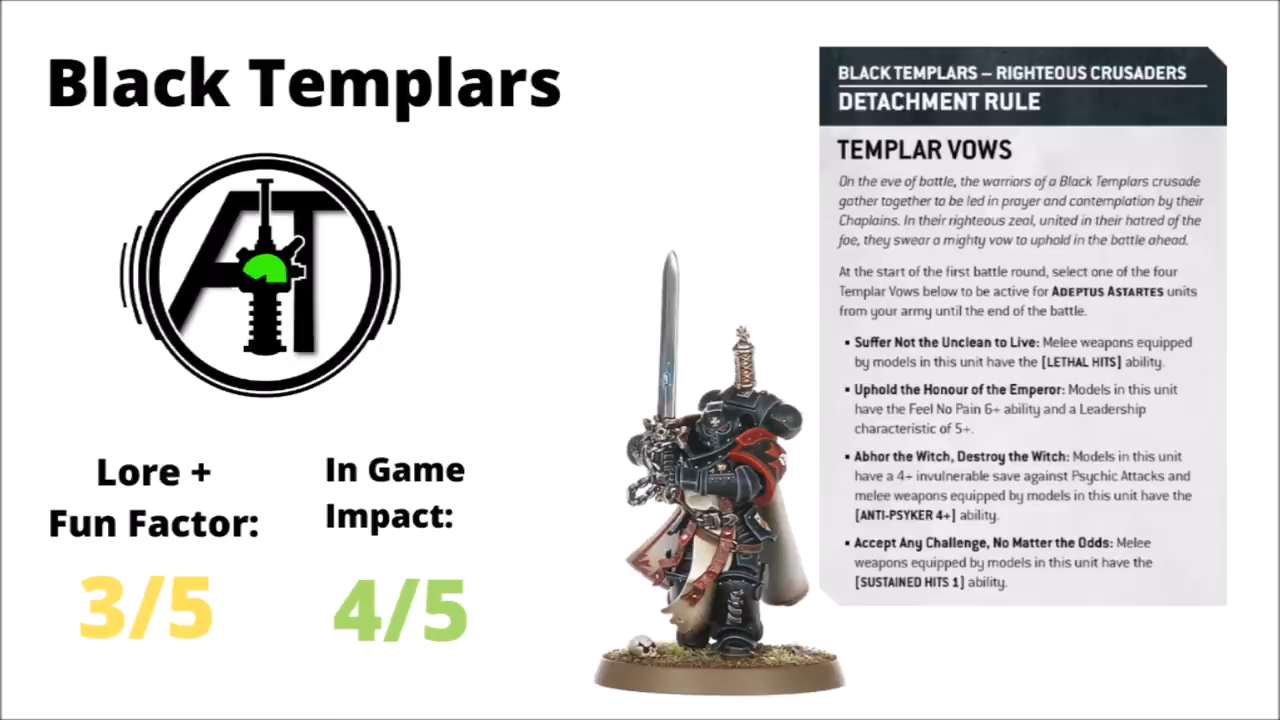 Black Templars
AT
Lore +
Fun Factor:
3/5
In Game
Impact:
4/5
BLACK TEMPLARS – RIGHTEOUS CRUSADERS
DETACHMENT RULE
TEMPLAR VOWS
On the eve of battle, the warriors of a Black Templars crusade
gather together to be led in prayer and contemplation by their
Chaplains. In their righteous zeal, united in their hatred of the
foe, they swear a mighty vow to uphold in the battle ahead.
At the start of the first battle round, select one of the four
Templar Vows below to be active for ADEPTUS ASTARTES units
from your army until the end of the battle.
▪ Suffer Not the Unclean to Live: Melee weapons equipped
by models in this unit have the [LETHAL HITS] ability.
▪ Uphold the Honour of the Emperor: Models in this unit
have the Feel No Pain 6+ ability and a Leadership
characteristic of 5+.
▪ Abhor the Witch, Destroy the Witch: Models in this unit
have a 4+ invulnerable save against Psychic Attacks and
melee weapons equipped by models in this unit have the
[ANTI-PSYKER 4+] ability.
▪ Accept Any Challenge, No Matter the Odds: Melee
weapons equipped by models in this unit have the
[SUSTAINED HITS 1] ability.